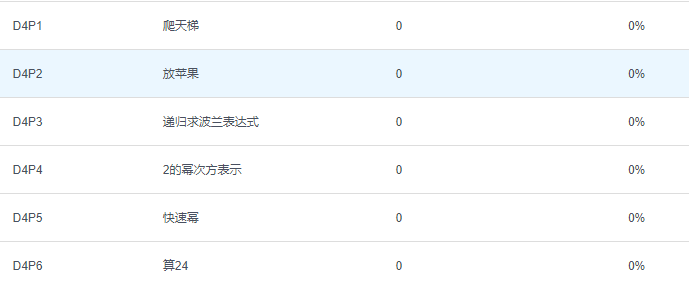 D4P1 爬天梯 0 0%
D4P2 放苹果 0 0%
D4P3 递归求波兰表达式 0 0%
D4P4 2的幂次方表示 0 0%
D4P5 快速幂 0 0%
D4P6 算24 0 0%